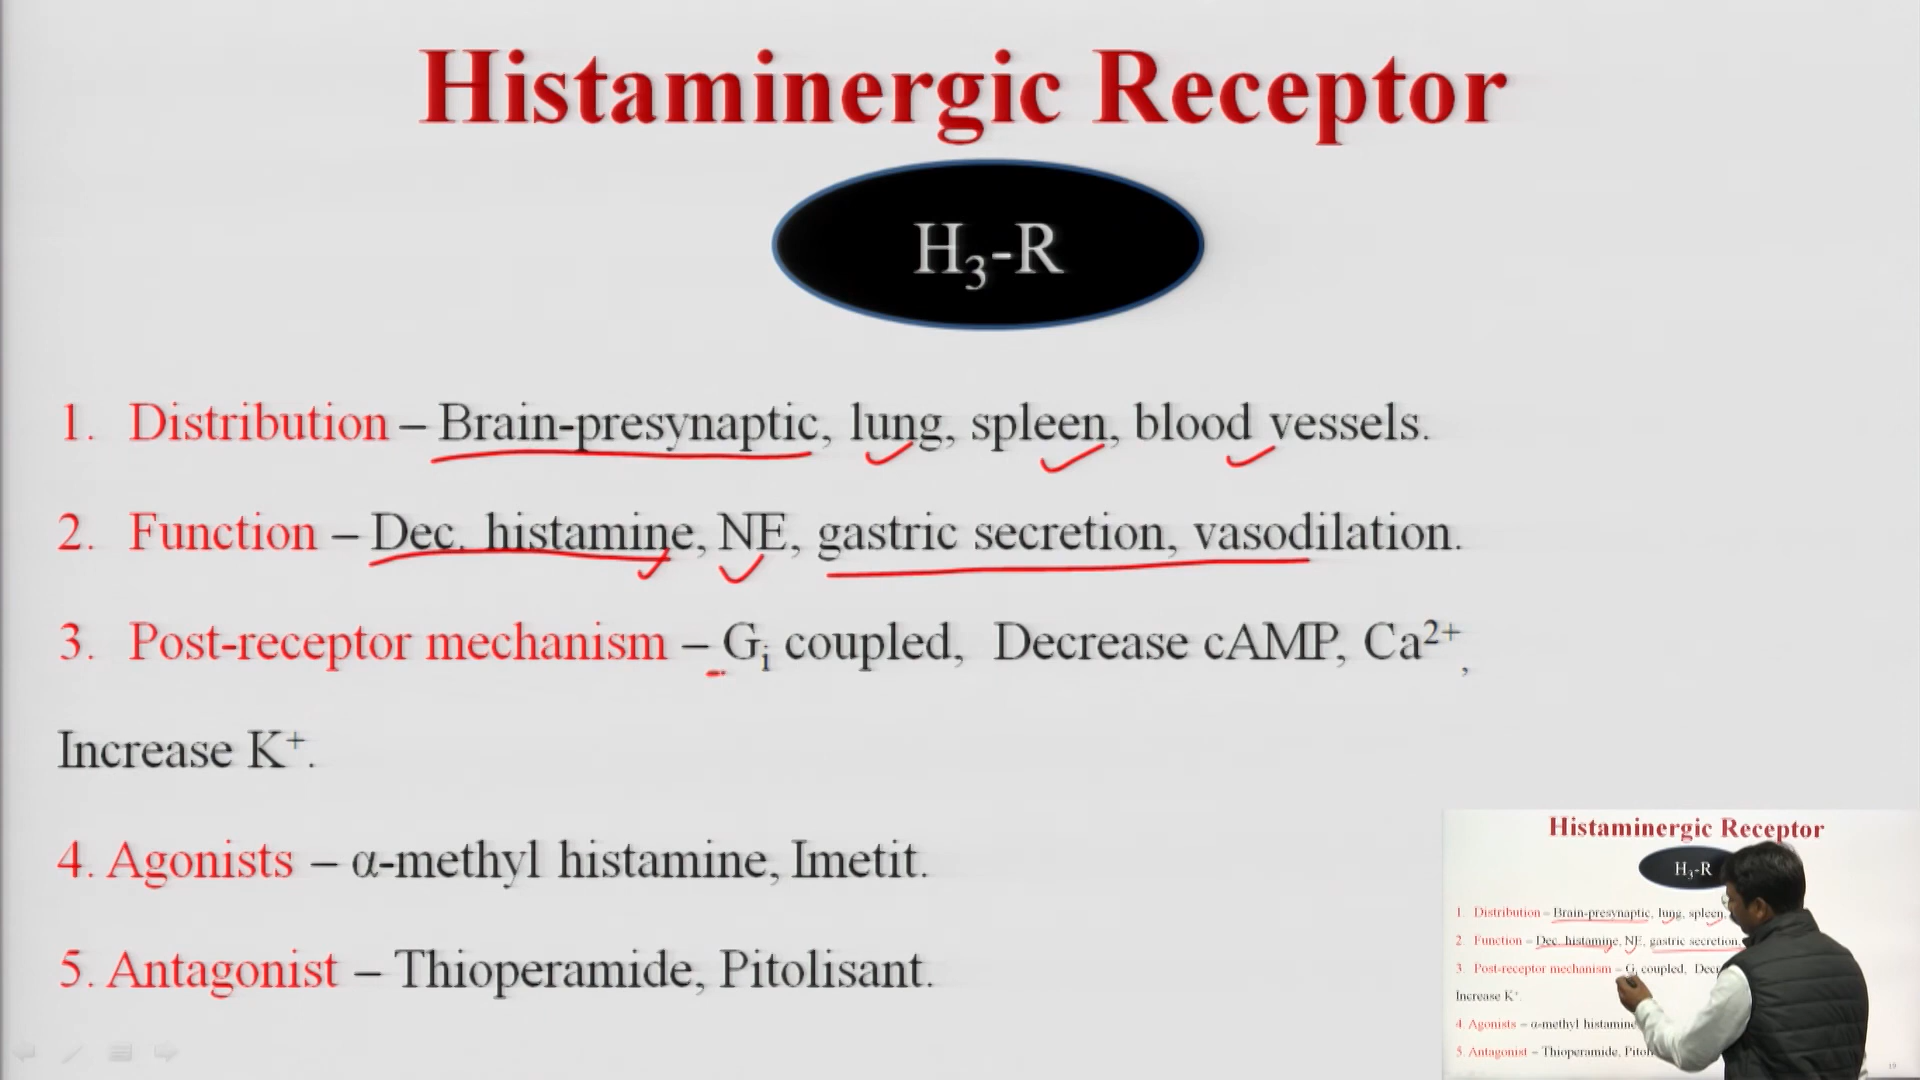 Histaminergic Receptor
H₃-R
1. Distribution – Brain-presynaptic, lung, spleen, blood vessels.
2. Function – Dec. histamine, NE, gastric secretion, vasodilation.
3. Post-receptor mechanism – Gᵢ coupled, Decrease cAMP, Ca²⁺,
Increase K⁺.
4. Agonists – α-methyl histamine, Imetit.
5. Antagonist – Thioperamide, Pitolisant.
Histaminergic Receptor
H₃-R
1. Distribution – Brain-presynaptic, lung, spleen,
2. Function – Dec. histamine, NE, gastric secretion,
3. Post-receptor mechanism – Gᵢ coupled,
Increase K⁺.
4. Agonists – α-methyl histamine
5. Antagonist – Thioperamide,
19